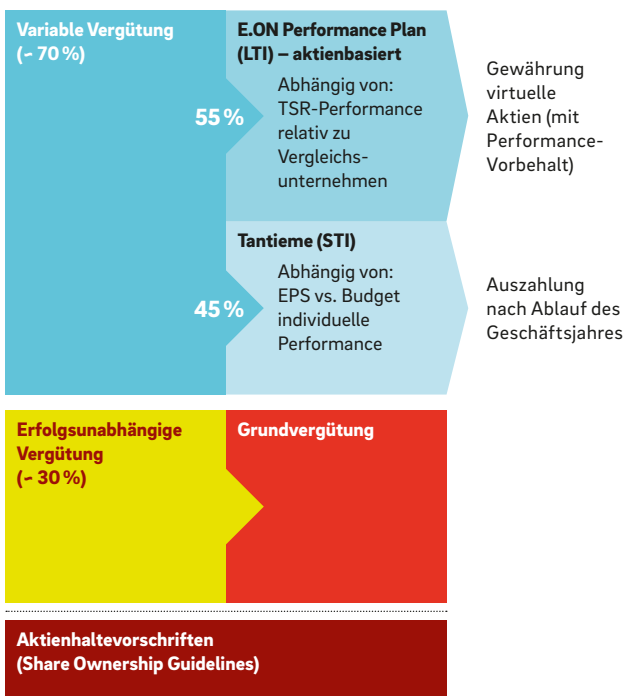 Variable Vergütung
(~ 70 %)
55 %
E.ON Performance Plan
(LTI) – aktienbasiert
Abhängig von:
TSR-Performance
relativ zu
Vergleichs-
unternehmen
Gewährung
virtuelle
Aktien (mit
Performance-
Vorbehalt)
45 %
Tantieme (STI)
Abhängig von:
EPS vs. Budget
individuelle
Performance
Auszahlung
nach Ablauf des
Geschäftsjahres
Erfolgsunabhängige
Vergütung
(~ 30 %)
Grundvergütung
Aktienhaltevorschriften
(Share Ownership Guidelines)